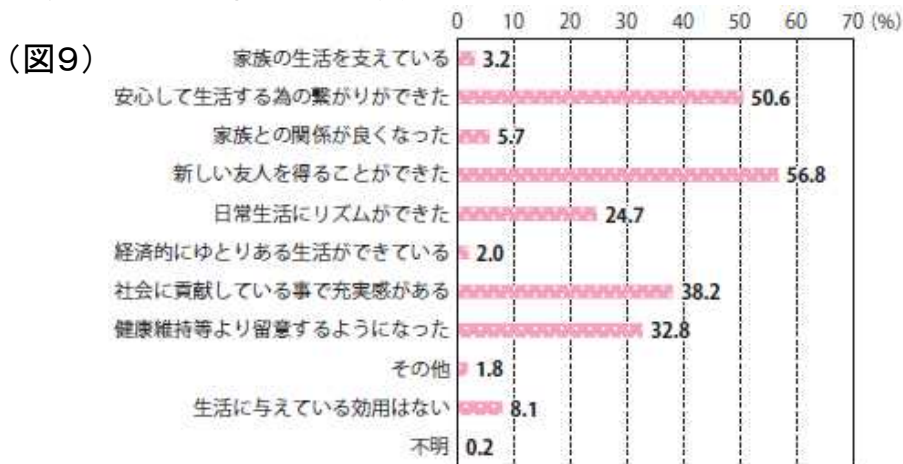 0 10 20 30 40 50 60 70 (%)
(図9)
家族の生活を支えている 3.2
安心して生活する為の繋がりができた 50.6
家族との関係が良くなった 5.7
新しい友人を得ることができた 56.8
日常生活にリズムができた 24.7
経済的にゆとりある生活ができている 2.0
社会に貢献している事で充実感がある 38.2
健康維持等より留意するようになった 32.8
その他 1.8
生活に与えている効用はない 8.1
不明 0.2